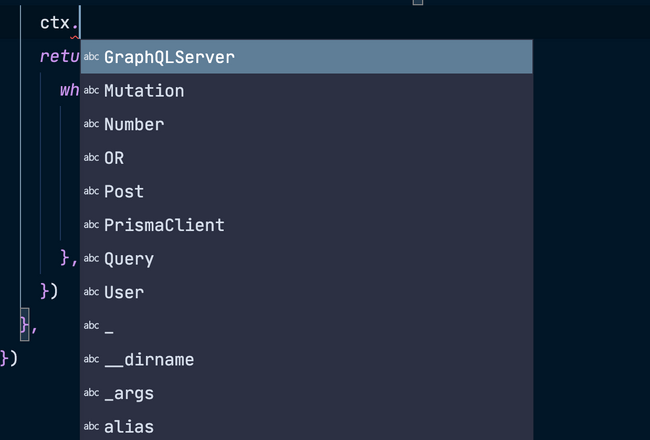 ctx.
retu
abc GraphQLServer
wh
abc Mutation
abc Number
abc OR
abc Post
abc PrismaClient
},
abc Query
})
abc User
},
abc _
})
abc __dirname
abc _args
abc alias